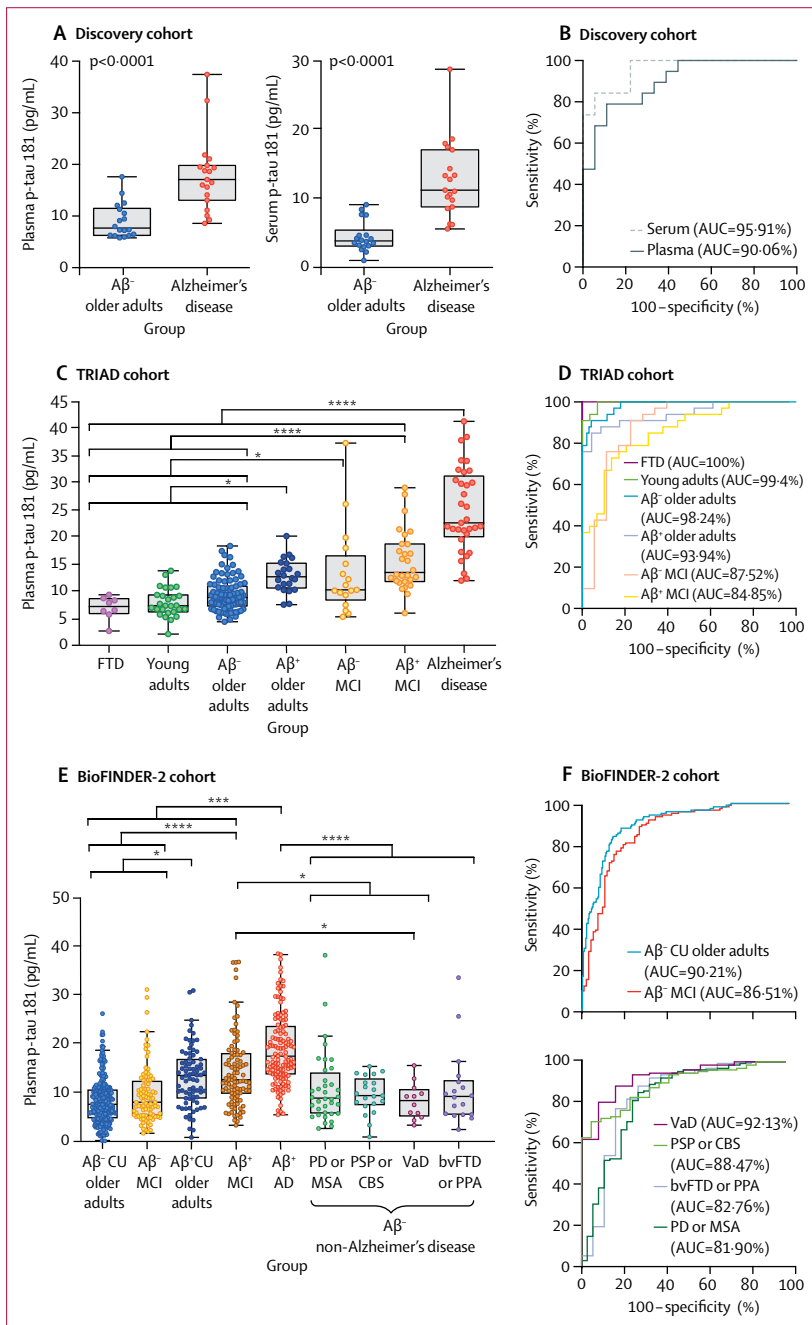 A Discovery cohort
p<0·0001
Plasma p-tau 181 (pg/mL)
40
30
20
10
0
Aβ⁻
older adults
Alzheimer's
disease
Group
p<0·0001
Serum p-tau 181 (pg/mL)
30
20
10
0
Aβ⁻
older adults
Alzheimer's
disease
Group
B Discovery cohort
Sensitivity (%)
100
80
60
40
20
0
Serum (AUC=95·91%)
Plasma (AUC=90·06%)
0 20 40 60 80 100
100–specificity (%)
C TRIAD cohort
Plasma p-tau 181 (pg/mL)
45
40
35
30
25
20
15
10
5
0
****
****
*
*
FTD
Young
adults
Aβ⁻
older
adults
Aβ⁺
older
adults
Aβ⁻
MCI
Aβ⁺
MCI
Alzheimer's
disease
Group
D TRIAD cohort
Sensitivity (%)
100
80
60
40
20
0
FTD (AUC=100%)
Young adults (AUC=99·4%)
Aβ⁻ older adults
(AUC=98·24%)
Aβ⁺ older adults
(AUC=93·94%)
Aβ⁻ MCI (AUC=87·52%)
Aβ⁺ MCI (AUC=84·85%)
0 20 40 60 80 100
100–specificity (%)
E BioFINDER-2 cohort
Plasma p-tau 181 (pg/mL)
50
40
30
20
10
0
***
****
*
****
*
*
Aβ⁻ CU
older
adults
Aβ⁻
MCI
Aβ⁺CU
older
adults
Aβ⁺
MCI
Aβ⁺
AD
PD or
MSA
PSP or
CBS
VaD
bvFTD
or PPA
Aβ⁻
non-Alzheimer's disease
Group
F BioFINDER-2 cohort
Sensitivity (%)
100
80
60
40
20
0
Aβ⁻ CU older adults
(AUC=90·21%)
Aβ⁻ MCI (AUC=86·51%)
Sensitivity (%)
100
80
60
40
20
0
VaD (AUC=92·13%)
PSP or CBS
(AUC=88·47%)
bvFTD or PPA
(AUC=82·76%)
PD or MSA
(AUC=81·90%)
0 20 40 60 80 100
100–specificity (%)